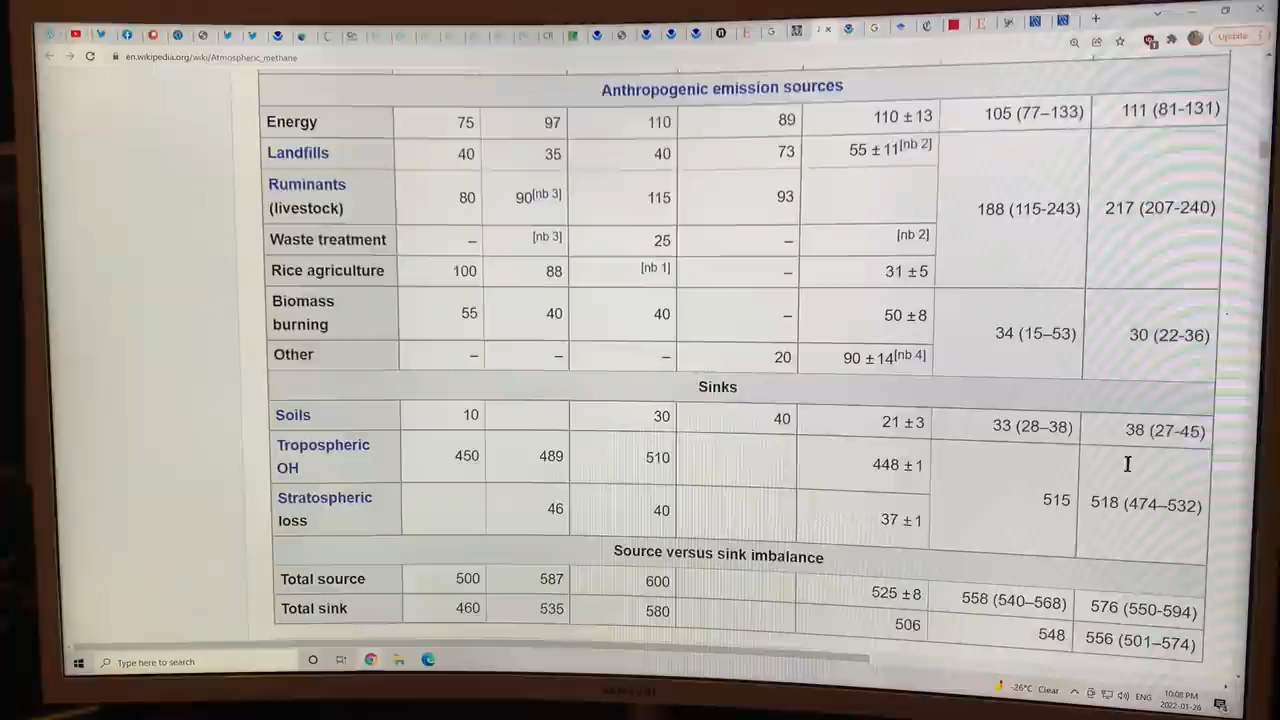 en.wikipedia.org/wiki/Atmospheric_methane
Update
Anthropogenic emission sources
Energy 75 97 110 89 110 ± 13 105 (77–133) 111 (81-131)
Landfills 40 35 40 73 55 ± 11[nb 2]
Ruminants
(livestock) 80 90[nb 3] 115 93 188 (115-243) 217 (207-240)
Waste treatment – [nb 3] 25 – [nb 2]
Rice agriculture 100 88 [nb 1] – 31 ±5
Biomass
burning 55 40 40 – 50 ±8 34 (15–53) 30 (22-36)
Other – – – 20 90 ±14[nb 4]
Sinks
Soils 10 30 40 21 ±3 33 (28–38) 38 (27-45)
Tropospheric
OH 450 489 510 448 ±1
Stratospheric
loss 46 40 37 ±1 515 518 (474–532)
Source versus sink imbalance
Total source 500 587 600 525 ±8 558 (540–568) 576 (550-594)
Total sink 460 535 580 506 548 556 (501–574)
Type here to search
-26°C Clear
ENG
10:08 PM
2022-01-26